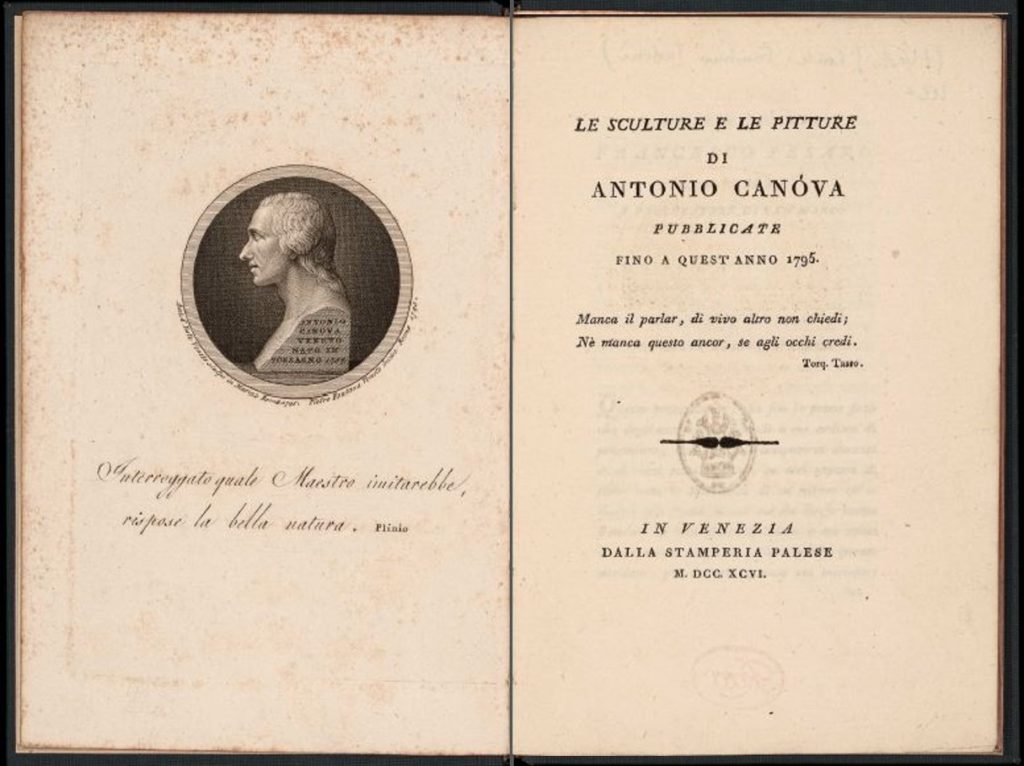 ANTONIO
CANOVA
VENETO
NATO IN
POSSAGNO
Interreggato quale Maestro imitarebbe,
rispose la bella natura. Plinio
LE SCULTURE E LE PITTURE
DI
ANTONIO CANÓVA
PUBBLICATE
FINO A QUEST'ANNO 1795.
Manca il parlar, di vivo altro non chiedi;
Nè manca questo ancor, se agli occhi credi.
Torq. Tasso.
IN VENEZIA
DALLA STAMPERIA PALESE
M. DCC. XCVI.